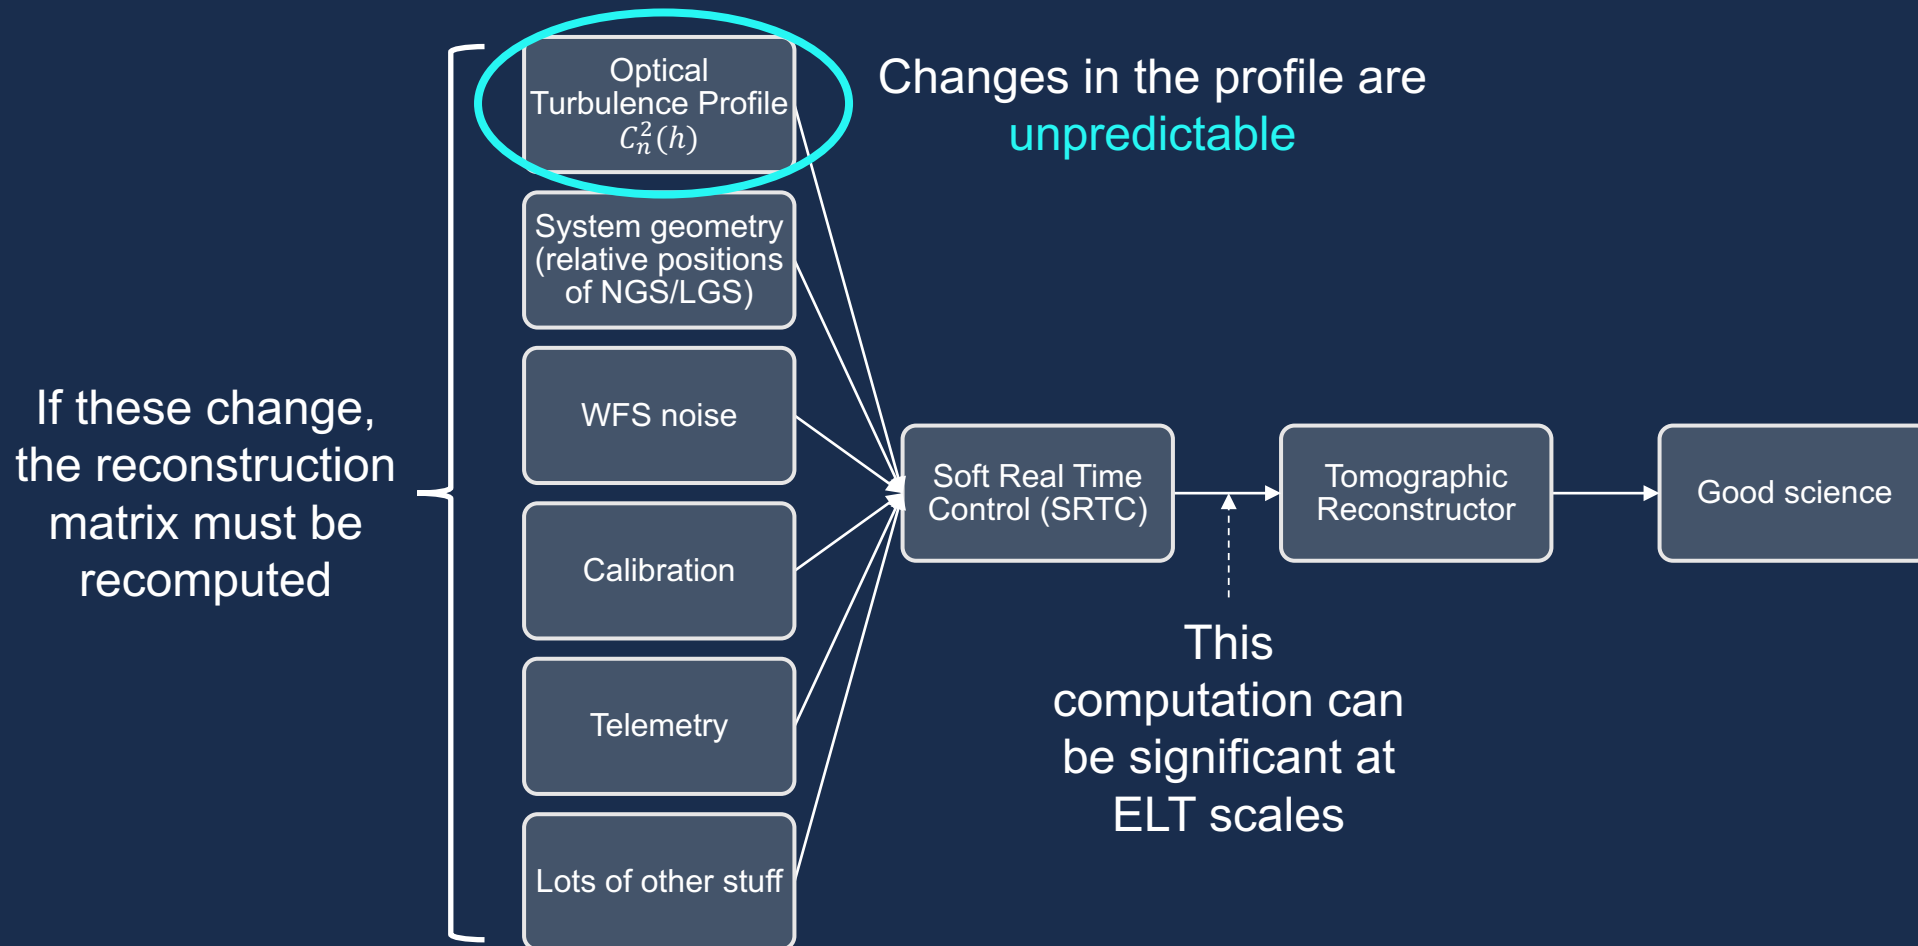 Optical
Turbulence Profile
C_n^2(h)
Changes in the profile are
unpredictable
System geometry
(relative positions
of NGS/LGS)
WFS noise
If these change,
the reconstruction
matrix must be
recomputed
Calibration
Telemetry
Lots of other stuff
Soft Real Time
Control (SRTC)
Tomographic
Reconstructor
Good science
This
computation can
be significant at
ELT scales